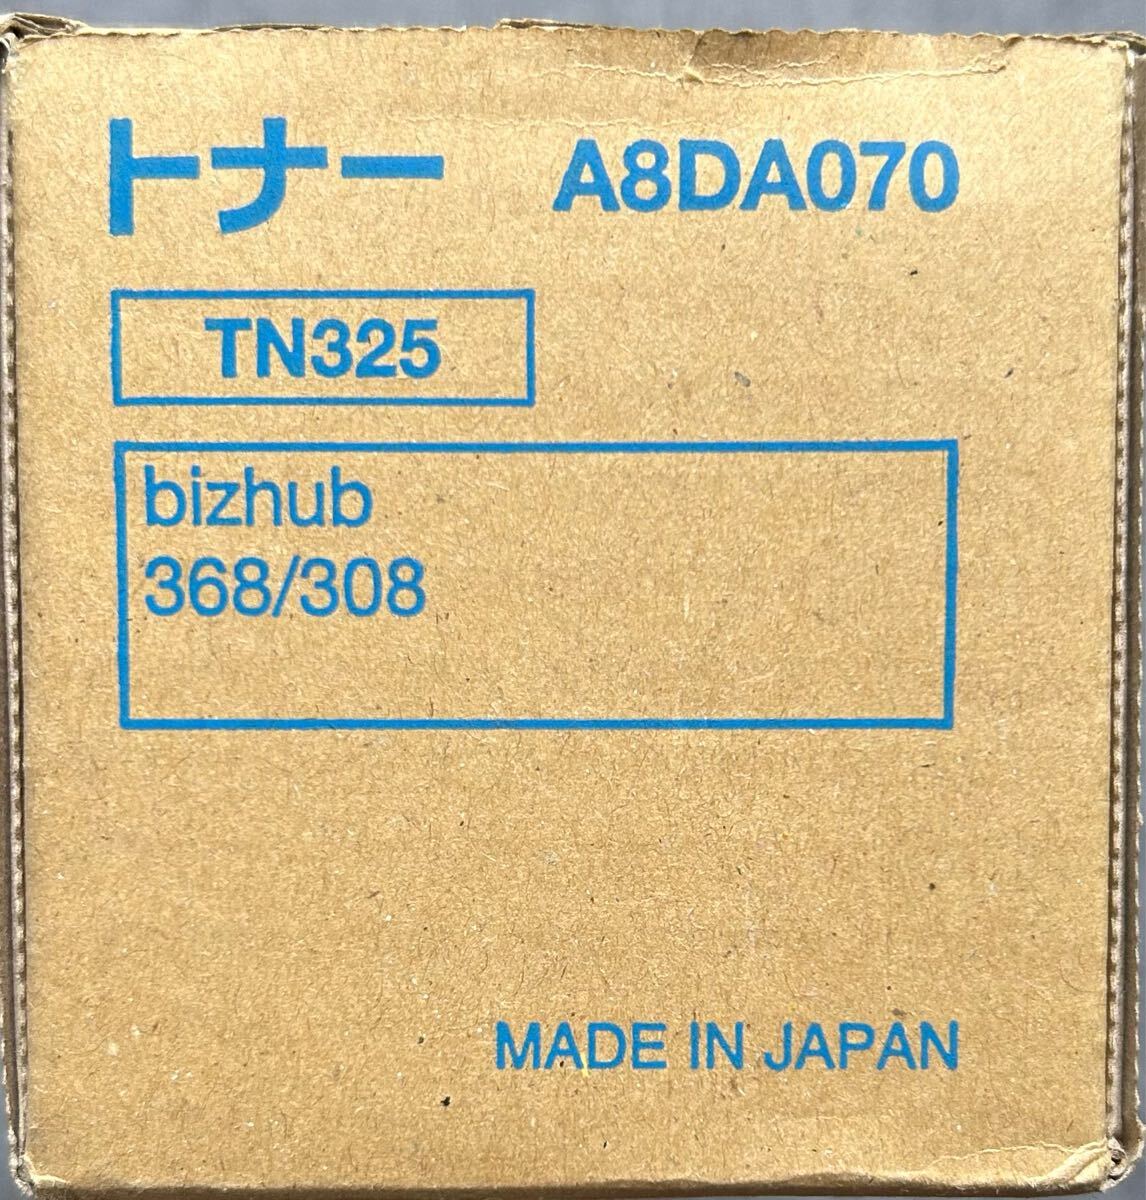 トナー A8DA070
TN325
bizhub
368/308
MADE IN JAPAN